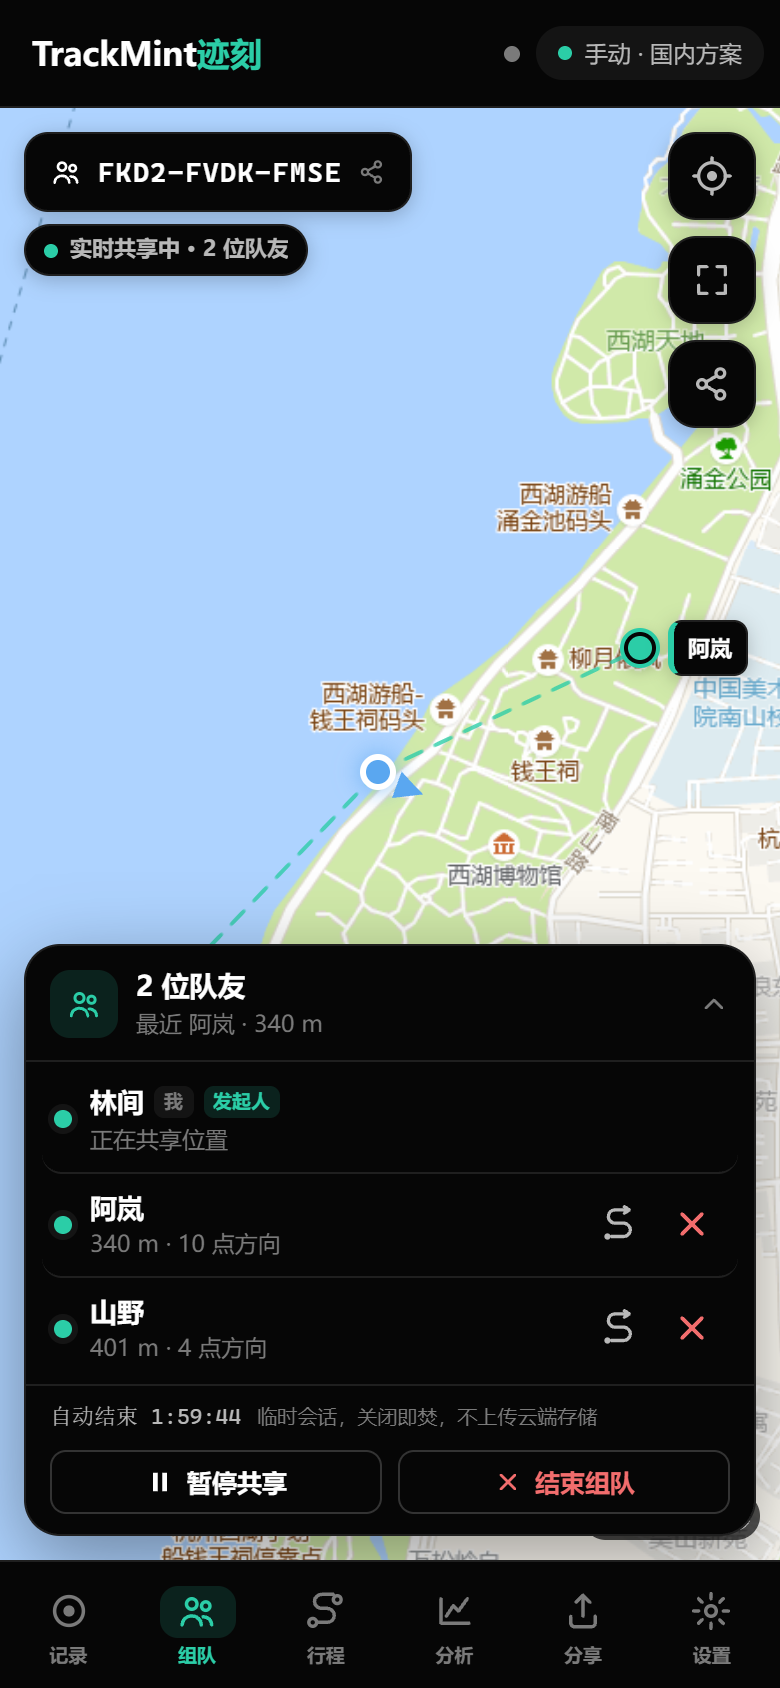 TrackMint迹刻
手动 · 国内方案
FKD2-FVDK-FMSE
实时共享中 • 2 位队友
西湖天地
涌金公园
西湖游船
涌金池码头
阿岚
柳月
中国美术
院南山校
西湖游船-
钱王祠码头
钱王祠
南山路
杭
西湖博物馆
2 位队友
最近 阿岚 · 340 m
林间 我 发起人
正在共享位置
阿岚
340 m · 10 点方向
山野
401 m · 4 点方向
自动结束 1:59:44 临时会话，关闭即焚，不上传云端存储
暂停共享
结束组队
船钱王祠停靠点
记录
组队
行程
分析
分享
设置